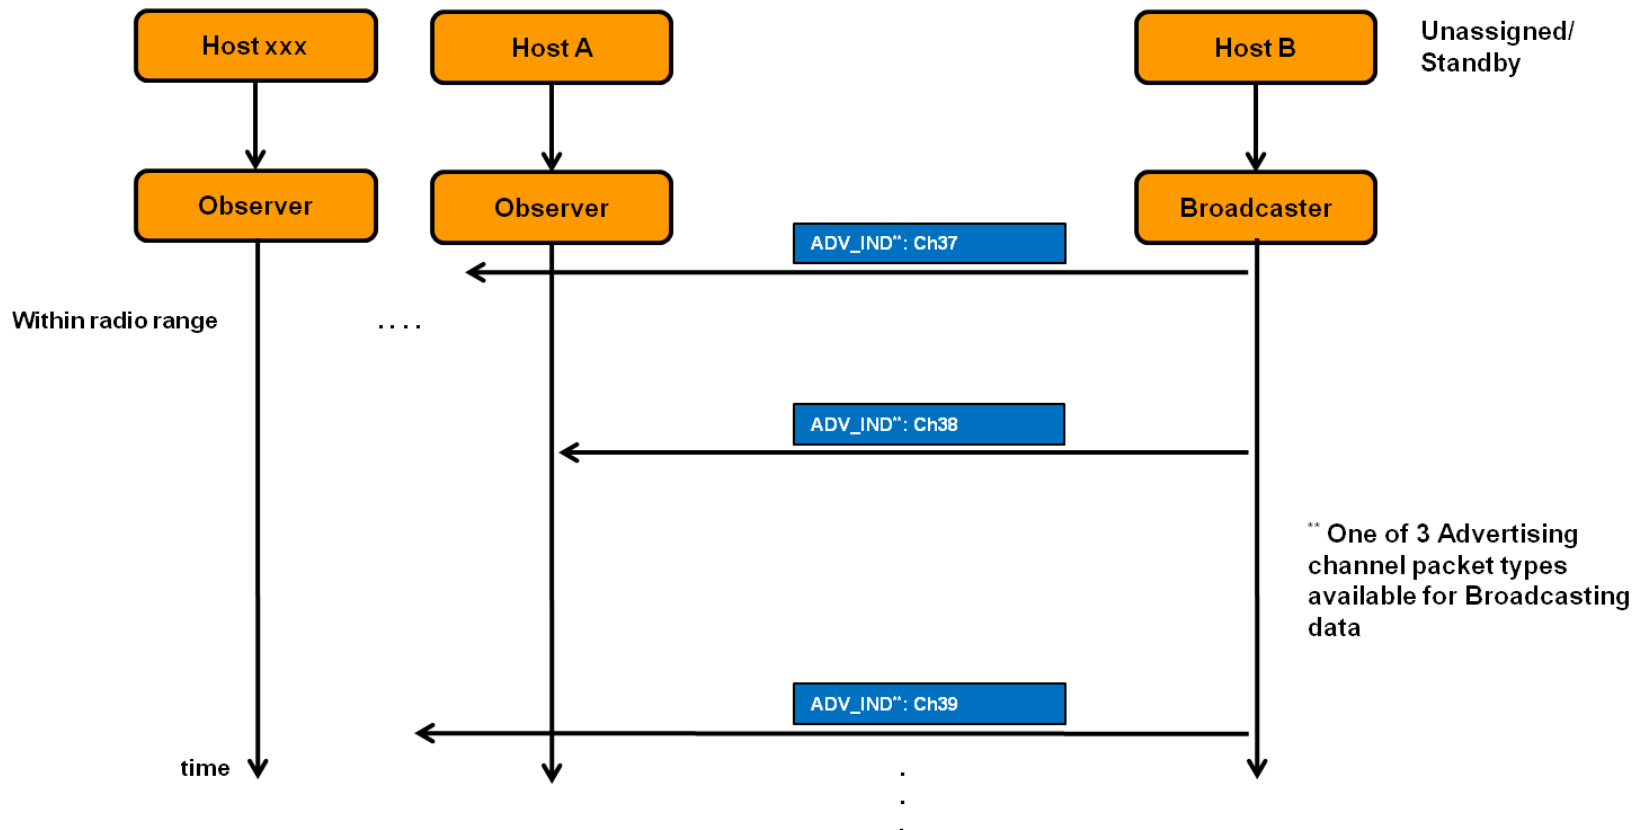 Host xxx
Host A
Host B
Unassigned/
Standby
Observer
Observer
Broadcaster
ADV_IND**: Ch37
Within radio range
. . . .
ADV_IND**: Ch38
** One of 3 Advertising
channel packet types
available for Broadcasting
data
ADV_IND**: Ch39
time
.
.
.